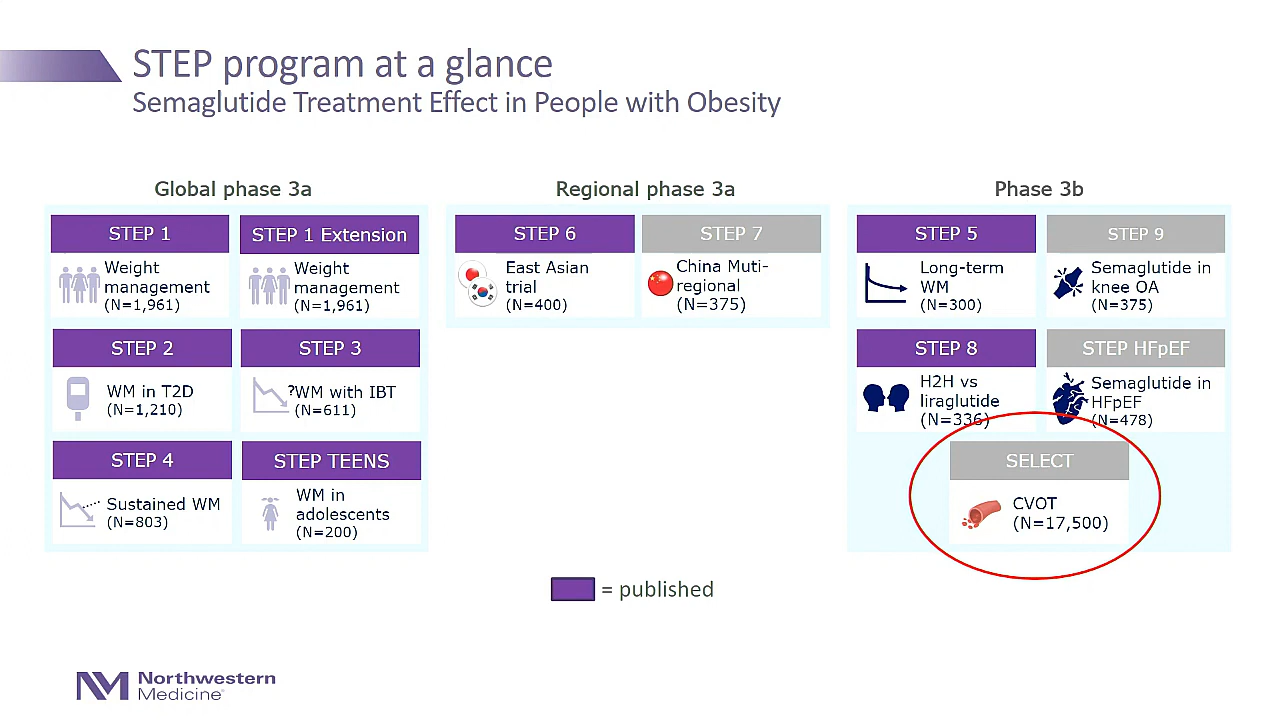 STEP program at a glance
Semaglutide Treatment Effect in People with Obesity
Global phase 3a
STEP 1
Weight
management
(N=1,961)
STEP 1 Extension
Weight
management
(N=1,961)
STEP 2
WM in T2D
(N=1,210)
STEP 3
?WM with IBT
(N=611)
STEP 4
Sustained WM
(N=803)
STEP TEENS
WM in
adolescents
(N=200)
Regional phase 3a
STEP 6
East Asian
trial
(N=400)
STEP 7
China Muti-
regional
(N=375)
Phase 3b
STEP 5
Long-term
WM
(N=300)
STEP 9
Semaglutide in
knee OA
(N=375)
STEP 8
H2H vs
liraglutide
(N=336)
STEP HFpEF
Semaglutide in
HFpEF
(N=478)
SELECT
CVOT
(N=17,500)
= published
NM Northwestern
Medicine®